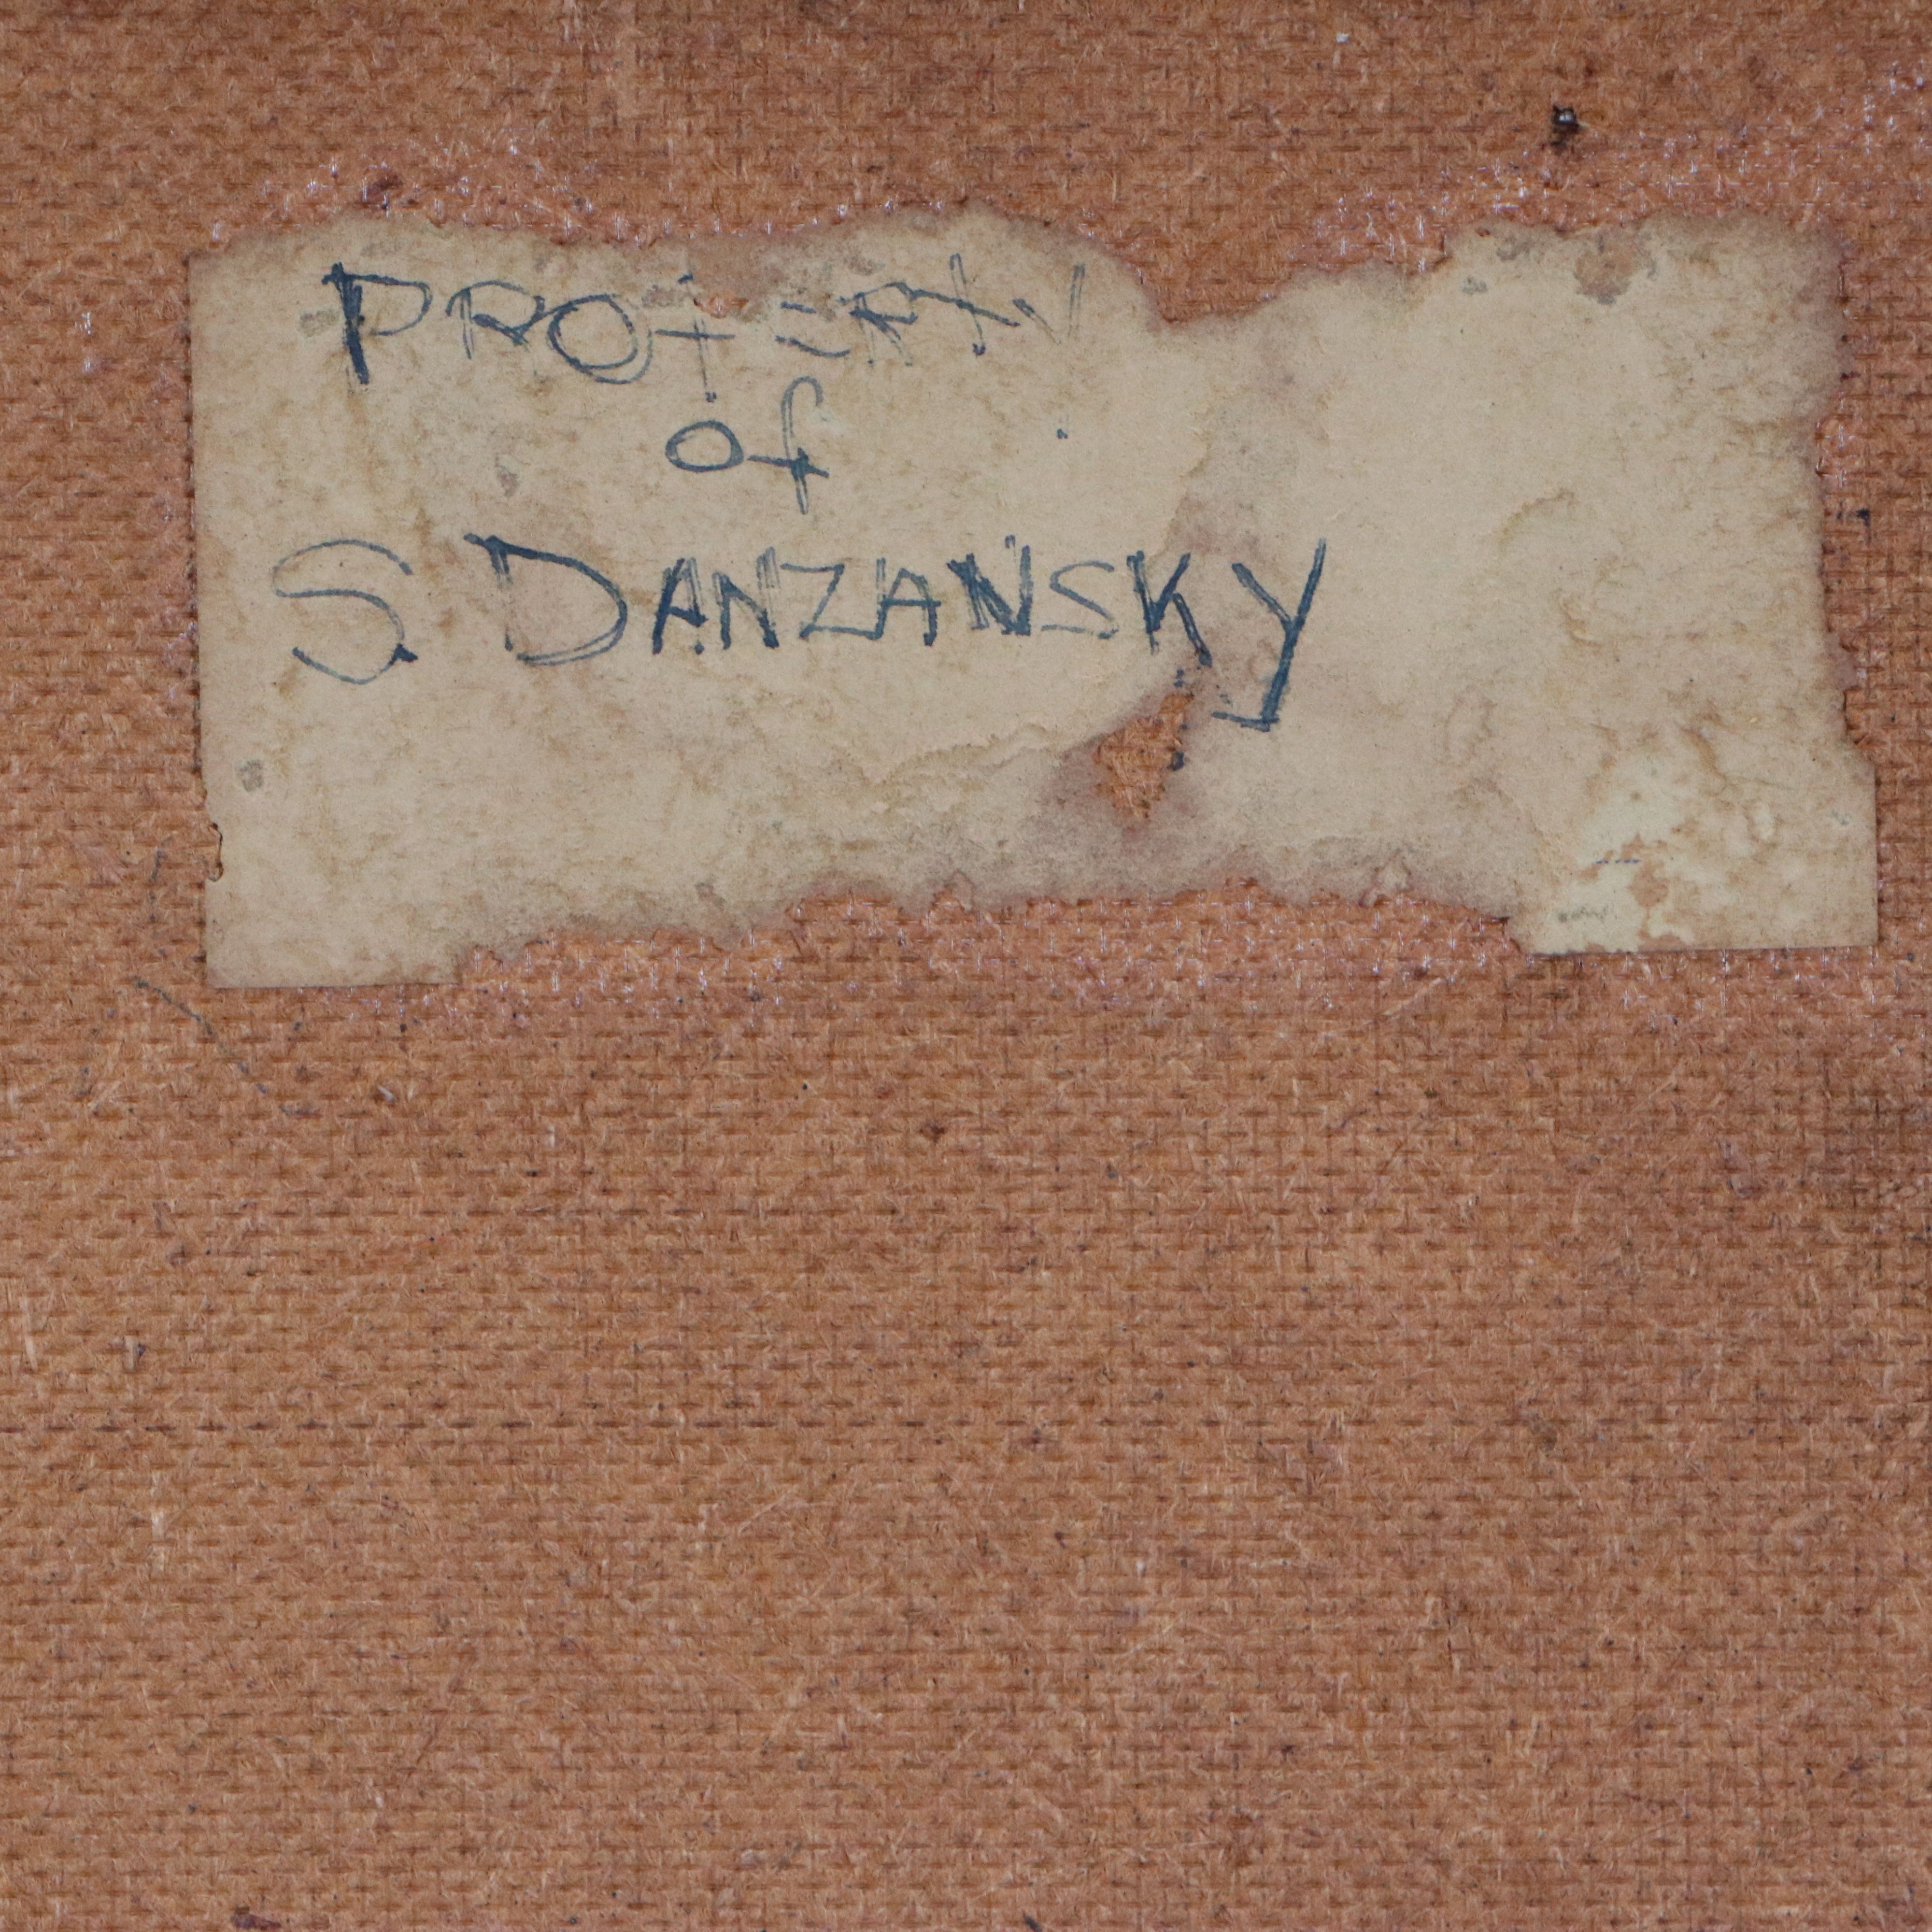 PROPERTY
of
S. DANZANSKY